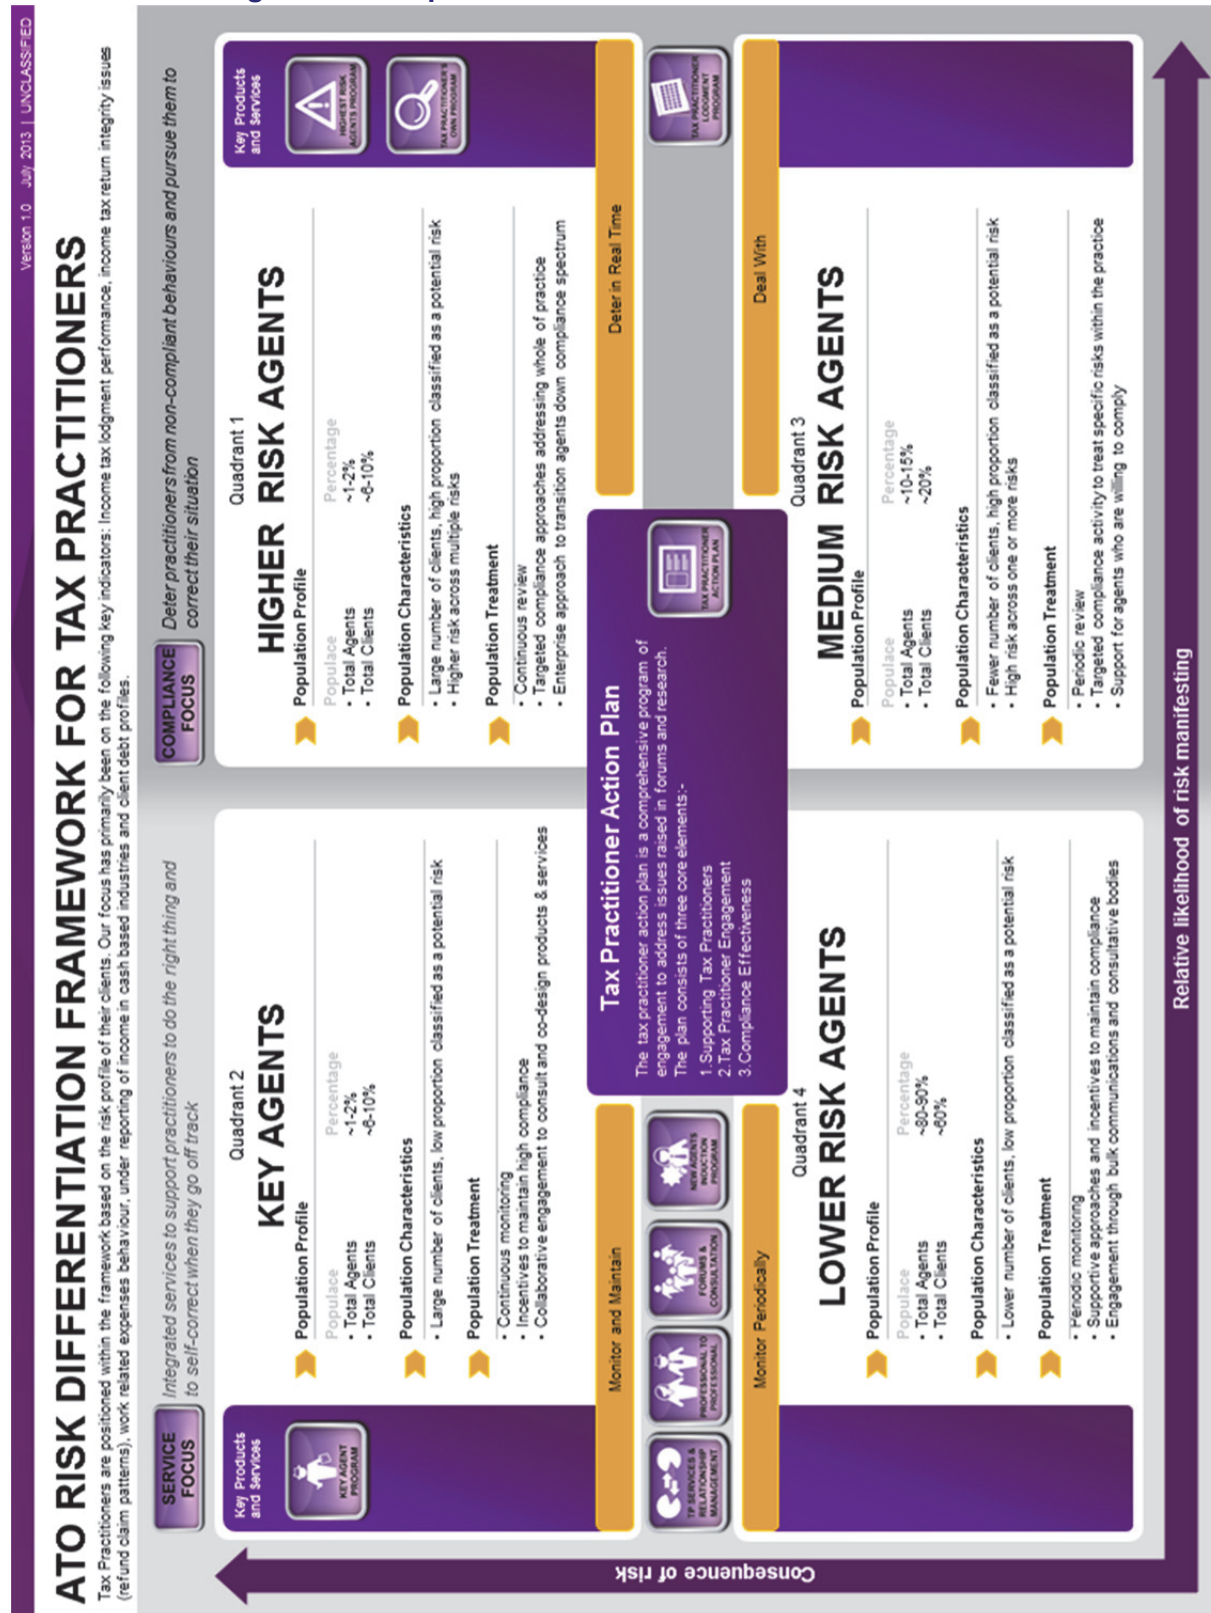 Version 1.0 July 2013 | UNCLASSIFIED
ATO RISK DIFFERENTIATION FRAMEWORK FOR TAX PRACTITIONERS
Tax Practitioners are positioned within the framework based on the risk profile of their clients. Our focus has primarily been on the following key indicators: Income tax lodgment performance, income tax return integrity issues
(refund claim patterns), work related expenses behaviour, under reporting of income in cash based industries and client debt profiles.
SERVICE
FOCUS
Integrated services to support practitioners to do the right thing and
to self-correct when they go off track
COMPLIANCE
FOCUS
Deter practitioners from non-compliant behaviours and pursue them to
correct their situation
Key Products
and Services
KEY AGENT
PROGRAM
Quadrant 2
KEY AGENTS
Population Profile
Populace Percentage
• Total Agents ~1-2%
• Total Clients ~6-10%
Population Characteristics
• Large number of clients, low proportion classified as a potential risk
Population Treatment
• Continuous monitoring
• Incentives to maintain high compliance
• Collaborative engagement to consult and co-design products & services
Monitor and Maintain
Quadrant 1
HIGHER RISK AGENTS
Population Profile
Populace Percentage
• Total Agents ~1-2%
• Total Clients ~6-10%
Population Characteristics
• Large number of clients, high proportion classified as a potential risk
• Higher risk across multiple risks
Population Treatment
• Continuous review
• Targeted compliance approaches addressing whole of practice
• Enterprise approach to transition agents down compliance spectrum
Deter in Real Time
Key Products
and Services
HIGHEST RISK
AGENTS PROGRAM
TAX PRACTITIONER'S
OWN PROGRAM
TP SERVICES &
RELATIONSHIP
MANAGEMENT
PROFESSIONAL TO
PROFESSIONAL
FORUMS &
CONSULTATION
NEW AGENTS
INDUCTION
PROGRAM
Tax Practitioner Action Plan
The tax practitioner action plan is a comprehensive program of
engagement to address issues raised in forums and research.
The plan consists of three core elements:-
1.Supporting Tax Practitioners
2.Tax Practitioner Engagement
3.Compliance Effectiveness
TAX PRACTITIONER
ACTION PLAN
TAX PRACTITIONER
LODGMENT
PROGRAM
Monitor Periodically
Quadrant 4
LOWER RISK AGENTS
Population Profile
Populace Percentage
• Total Agents ~80-90%
• Total Clients ~60%
Population Characteristics
• Lower number of clients, low proportion classified as a potential risk
Population Treatment
• Periodic monitoring
• Supportive approaches and incentives to maintain compliance
• Engagement through bulk communications and consultative bodies
Deal With
Quadrant 3
MEDIUM RISK AGENTS
Population Profile
Populace Percentage
• Total Agents ~10-15%
• Total Clients ~20%
Population Characteristics
• Fewer number of clients, high proportion classified as a potential risk
• High risk across one or more risks
Population Treatment
• Periodic review
• Targeted compliance activity to treat specific risks within the practice
• Support for agents who are willing to comply
Consequence of risk
Relative likelihood of risk manifesting